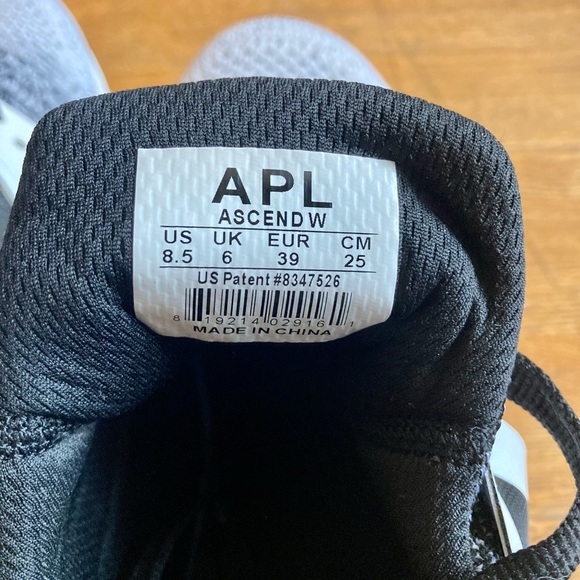 APL
ASCEND W
US UK EUR CM
8.5 6 39 25
US Patent #8347526
8 19214 02916 1
MADE IN CHINA